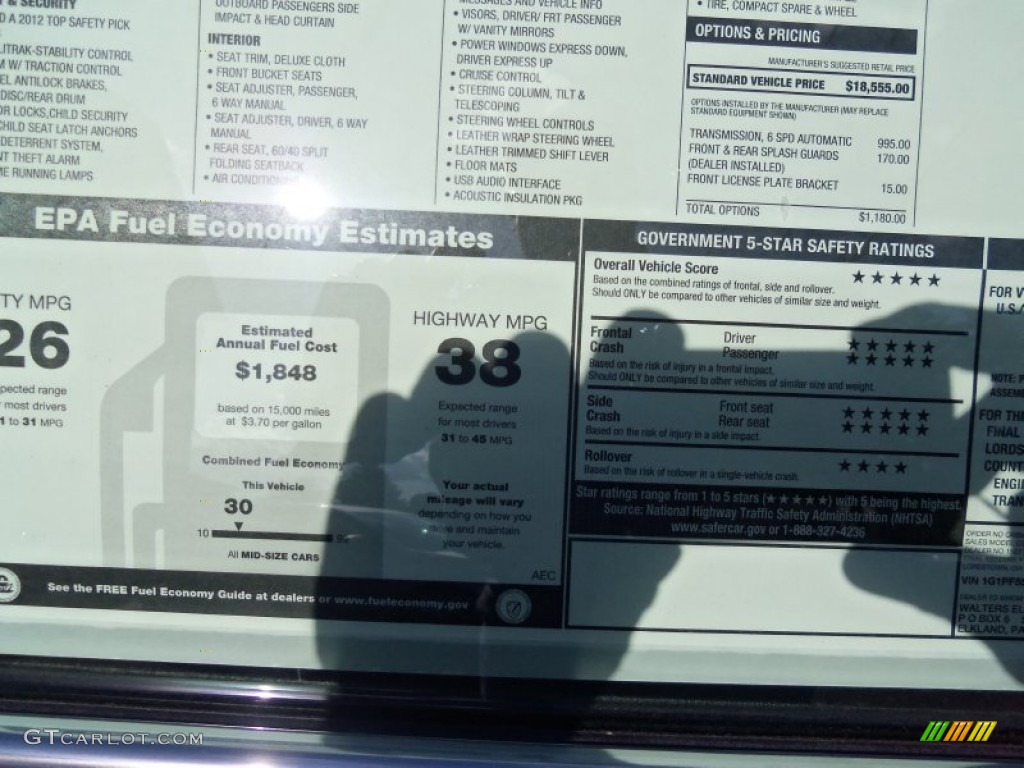 & SECURITY
D A 2012 TOP SAFETY PICK
LITRAK-STABILITY CONTROL
M W/ TRACTION CONTROL
EL ANTILOCK BRAKES,
DISC/REAR DRUM
OR LOCKS,CHILD SECURITY
CHILD SEAT LATCH ANCHORS
DETERRENT SYSTEM,
NT THEFT ALARM
ME RUNNING LAMPS
OUTBOARD PASSENGERS SIDE
IMPACT & HEAD CURTAIN
INTERIOR
• SEAT TRIM, DELUXE CLOTH
• FRONT BUCKET SEATS
• SEAT ADJUSTER, PASSENGER,
6 WAY MANUAL
• SEAT ADJUSTER, DRIVER, 6 WAY
MANUAL
• REAR SEAT, 60/40 SPLIT
FOLDING SEATBACK
• AIR CONDITION
MESSAGES AND VEHICLE INFO
• VISORS, DRIVER/ FRT PASSENGER
W/ VANITY MIRRORS
• POWER WINDOWS EXPRESS DOWN,
DRIVER EXPRESS UP
• CRUISE CONTROL
• STEERING COLUMN, TILT &
TELESCOPING
• STEERING WHEEL CONTROLS
• LEATHER WRAP STEERING WHEEL
• LEATHER TRIMMED SHIFT LEVER
• FLOOR MATS
• USB AUDIO INTERFACE
• ACOUSTIC INSULATION PKG
• TIRE, COMPACT SPARE & WHEEL
OPTIONS & PRICING
MANUFACTURER'S SUGGESTED RETAIL PRICE
STANDARD VEHICLE PRICE $18,555.00
OPTIONS INSTALLED BY THE MANUFACTURER (MAY REPLACE
STANDARD EQUIPMENT SHOWN)
TRANSMISSION, 6 SPD AUTOMATIC 995.00
FRONT & REAR SPLASH GUARDS 170.00
(DEALER INSTALLED)
FRONT LICENSE PLATE BRACKET 15.00
TOTAL OPTIONS $1,180.00
EPA Fuel Economy Estimates
TY MPG
26
pected range
r most drivers
1 to 31 MPG
Estimated
Annual Fuel Cost
$1,848
based on 15,000 miles
at $3.70 per gallon
Combined Fuel Economy
This Vehicle
30
10
All MID-SIZE CARS
HIGHWAY MPG
38
Expected range
for most drivers
31 to 45 MPG
Your actual
mileage will vary
depending on how you
drive and maintain
your vehicle.
AEC
See the FREE Fuel Economy Guide at dealers or www.fueleconomy.gov
GOVERNMENT 5-STAR SAFETY RATINGS
Overall Vehicle Score ★★★★★
Based on the combined ratings of frontal, side and rollover.
Should ONLY be compared to other vehicles of similar size and weight.
Frontal Driver ★★★★★
Crash Passenger ★★★★★
Based on the risk of injury in a frontal impact.
Should ONLY be compared to other vehicles of similar size and weight.
Side Front seat ★★★★★
Crash Rear seat ★★★★★
Based on the risk of injury in a side impact.
Rollover ★★★★
Based on the risk of rollover in a single-vehicle crash.
Star ratings range from 1 to 5 stars (★★★★★) with 5 being the highest.
Source: National Highway Traffic Safety Administration (NHTSA)
www.safercar.gov or 1-888-327-4236
FOR V
U.S./
NOTE: P
ASSEM
FOR THI
FINAL
LORDS
COUNT
ENGI
TRAN
ORDER NO
SALES MODEL
DEALER NO
VIN 1G1PF5
WALTERS EL
P O BOX 6
ELKLAND, PA
GTCARLOT.COM